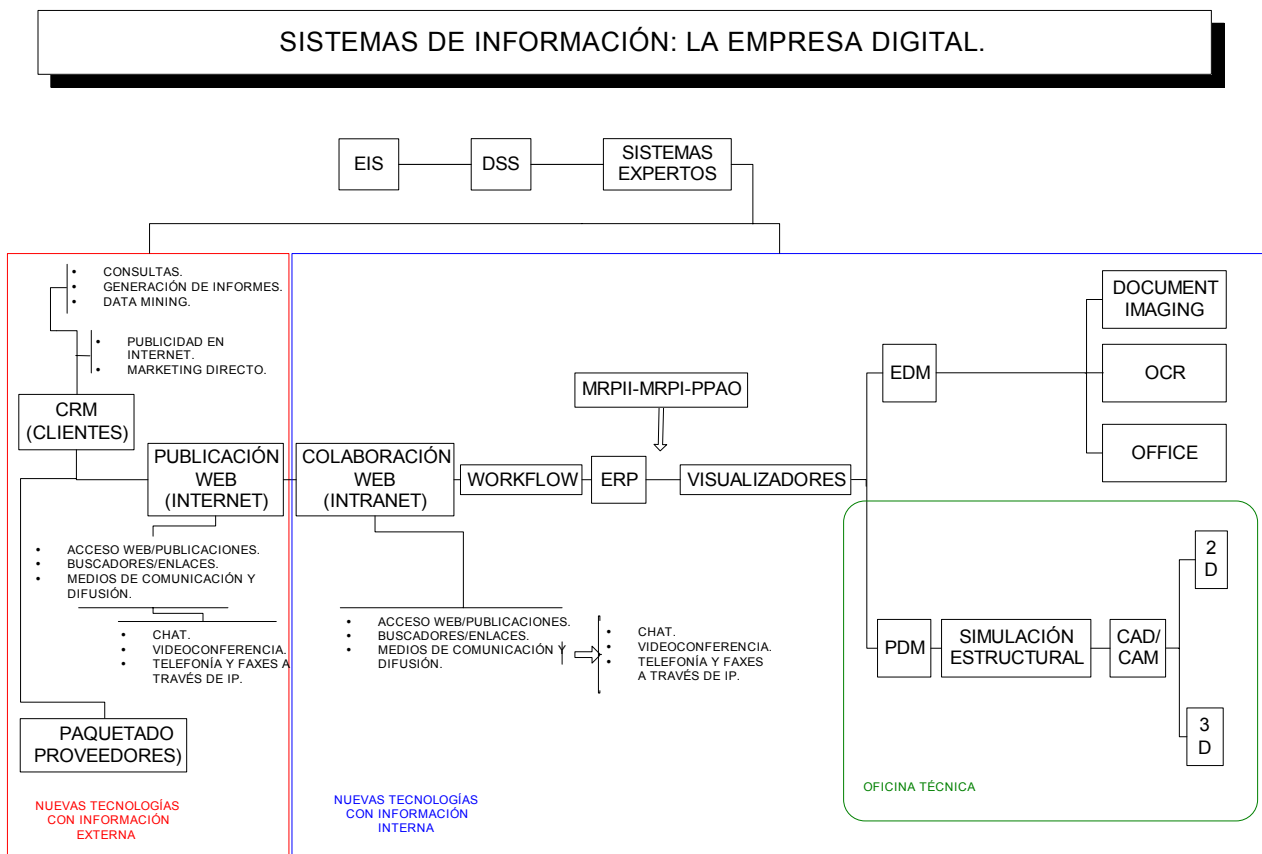 SISTEMAS DE INFORMACIÓN: LA EMPRESA DIGITAL.
EIS
DSS
SISTEMAS
EXPERTOS
• CONSULTAS.
• GENERACIÓN DE INFORMES.
• DATA MINING.
• PUBLICIDAD EN
INTERNET.
• MARKETING DIRECTO.
CRM
(CLIENTES)
PUBLICACIÓN
WEB
(INTERNET)
• ACCESO WEB/PUBLICACIONES.
• BUSCADORES/ENLACES.
• MEDIOS DE COMUNICACIÓN Y
DIFUSIÓN.
• CHAT.
• VIDEOCONFERENCIA.
• TELEFONÍA Y FAXES A
TRAVÉS DE IP.
PAQUETADO
PROVEEDORES)
NUEVAS TECNOLOGÍAS
CON INFORMACIÓN
EXTERNA
COLABORACIÓN
WEB
(INTRANET)
WORKFLOW
MRPII-MRPI-PPAO
ERP
VISUALIZADORES
• ACCESO WEB/PUBLICACIONES.
• BUSCADORES/ENLACES.
• MEDIOS DE COMUNICACIÓN Y
DIFUSIÓN.
• CHAT.
• VIDEOCONFERENCIA.
• TELEFONÍA Y FAXES
A TRAVÉS DE IP.
NUEVAS TECNOLOGÍAS
CON INFORMACIÓN
INTERNA
EDM
DOCUMENT
IMAGING
OCR
OFFICE
PDM
SIMULACIÓN
ESTRUCTURAL
CAD/
CAM
2
D
3
D
OFICINA TÉCNICA